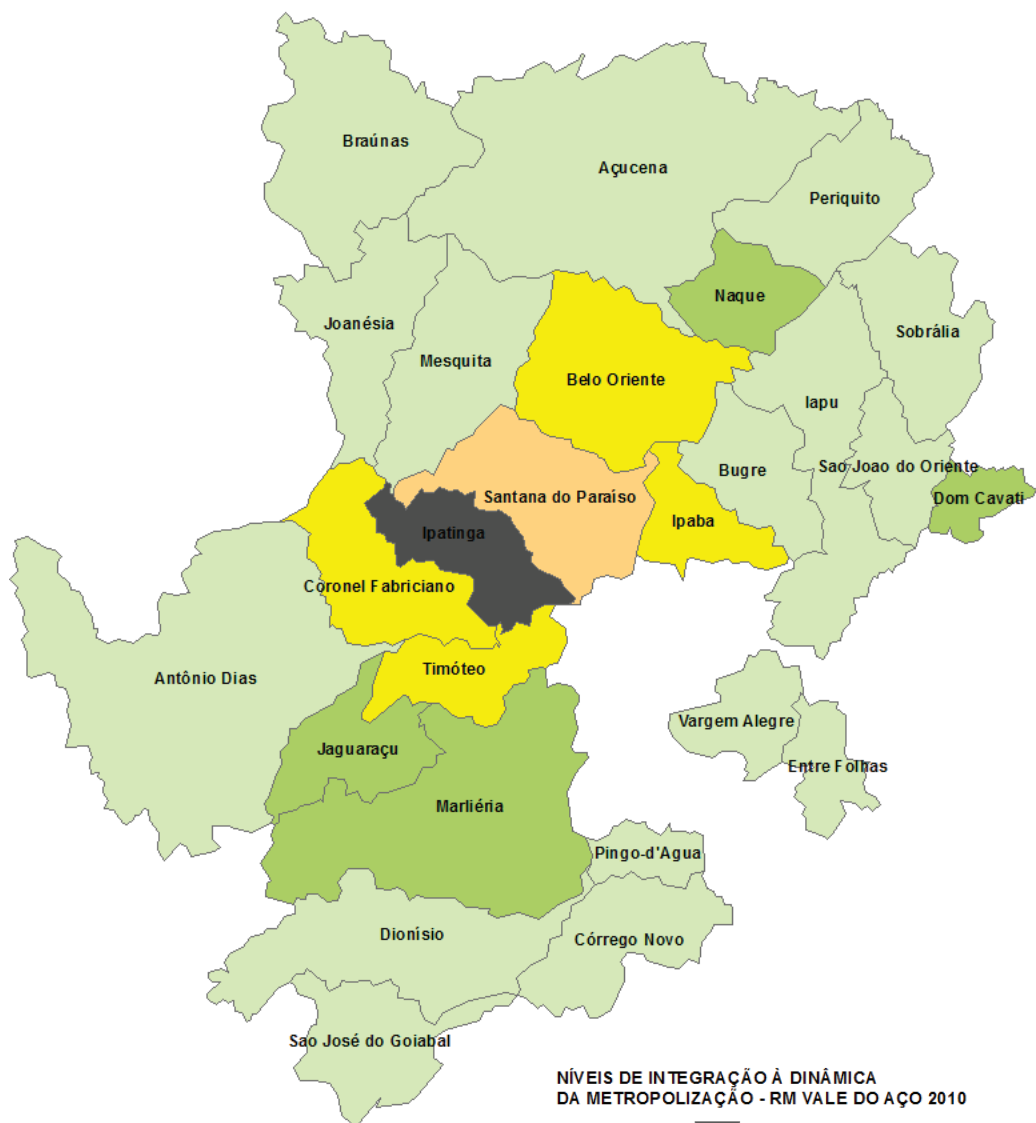 Braúnas
Açucena
Periquito
Naque
Joanésia
Sobrália
Mesquita
Belo Oriente
Iapu
Bugre
Sao Joao do Oriente
Santana do Paraíso
Dom Cavati
Ipaba
Ipatinga
Coronel Fabriciano
Antônio Dias
Timóteo
Vargem Alegre
Jaguaraçu
Entre Folhas
Marliéria
Pingo-d'Agua
Dionísio
Córrego Novo
Sao José do Goiabal
NÍVEIS DE INTEGRAÇÃO À DINÂMICA
DA METROPOLIZAÇÃO - RM VALE DO AÇO 2010